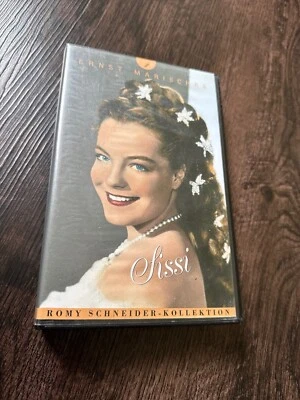 ERNST MARISCHKA
Sissi
ROMY SCHNEIDER-KOLLEKTION